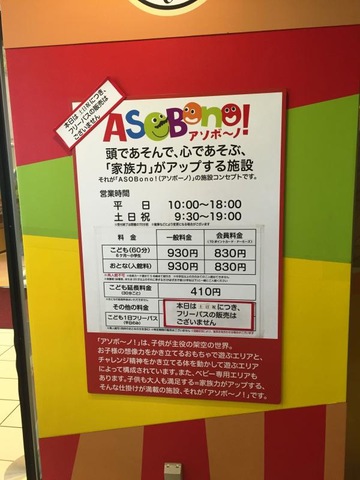 本日は土日祝につき、
フリーパスの販売は
ございません
ASOBono!
アソボ〜ノ!
頭であそんで、心であそぶ、
「家族力」がアップする施設
それが「ASOBono!(アソボーノ)」の施設コンセプトです。
営業時間
平 日 10:00〜18:00
土 日 祝 9:30〜19:00
料 金 一般料金 会員料金
こども(60分) 930円 830円
6ヶ月-小学生
おとな(入館料) 930円 830円
こども延長料金 410円
(30分ごと)
その他の料金
こども1日フリーパス
(平日のみ)
本日は土日祝につき、
フリーパスの販売は
ございません
「アソボ〜ノ!」は、子供が主役の架空の世界。
お子様の想像力をかき立てるおもちゃで遊ぶエリアと、
チャレンジ精神をかき立てる体を動かして遊ぶエリア
によって構成されています。また、ベビー専用エリアも
あります。子供も大人も満足する=家族力がアップする、
そんな仕掛けが満載の施設、それが「アソボ〜ノ!」です。